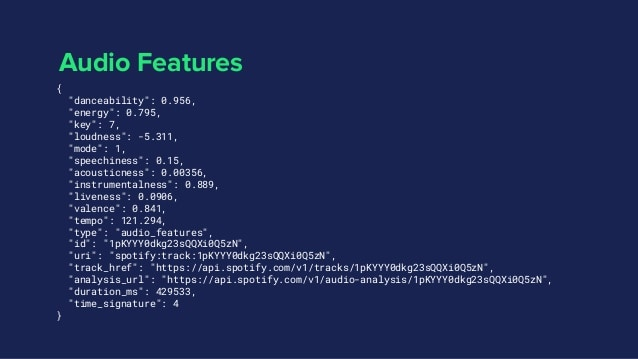 Audio Features
{
"danceability": 0.956,
"energy": 0.795,
"key": 7,
"loudness": -5.311,
"mode": 1,
"speechiness": 0.15,
"acousticness": 0.00356,
"instrumentalness": 0.889,
"liveness": 0.0906,
"valence": 0.841,
"tempo": 121.294,
"type": "audio_features",
"id": "1pKYYY0dkg23sQQXi0Q5zN",
"uri": "spotify:track:1pKYYY0dkg23sQQXi0Q5zN",
"track_href": "https://api.spotify.com/v1/tracks/1pKYYY0dkg23sQQXi0Q5zN",
"analysis_url": "https://api.spotify.com/v1/audio-analysis/1pKYYY0dkg23sQQXi0Q5zN",
"duration_ms": 429533,
"time_signature": 4
}